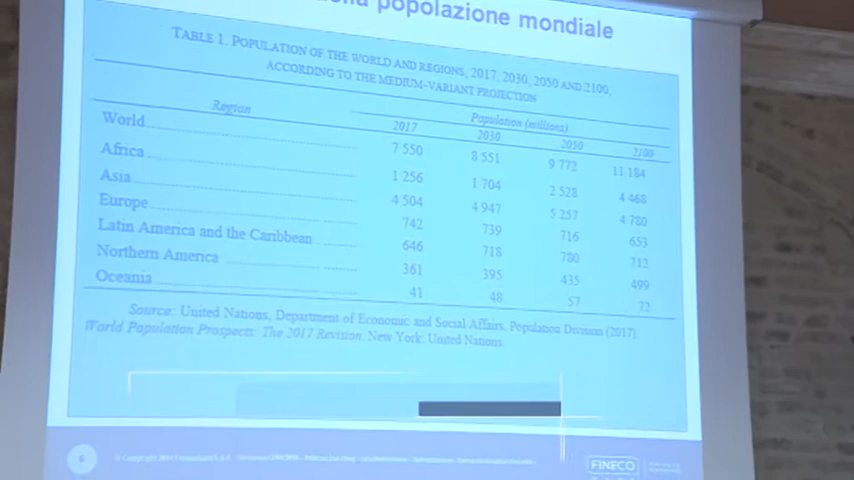 popolazione mondiale
TABLE 1. POPULATION OF THE WORLD AND REGIONS, 2017, 2030, 2050 AND 2100,
ACCORDING TO THE MEDIUM-VARIANT PROJECTION
Region Population (millions)
2017 2030 2050 2100
World 7 550 8 551 9 772 11 184
Africa 1 256 1 704 2 528 4 468
Asia 4 504 4 947 5 257 4 780
Europe 742 739 716 653
Latin America and the Caribbean 646 718 780 712
Northern America 361 395 435 499
Oceania 41 48 57 72
Source: United Nations, Department of Economic and Social Affairs, Population Division (2017).
World Population Prospects: The 2017 Revision. New York: United Nations.
6 © Copyright
FINECO